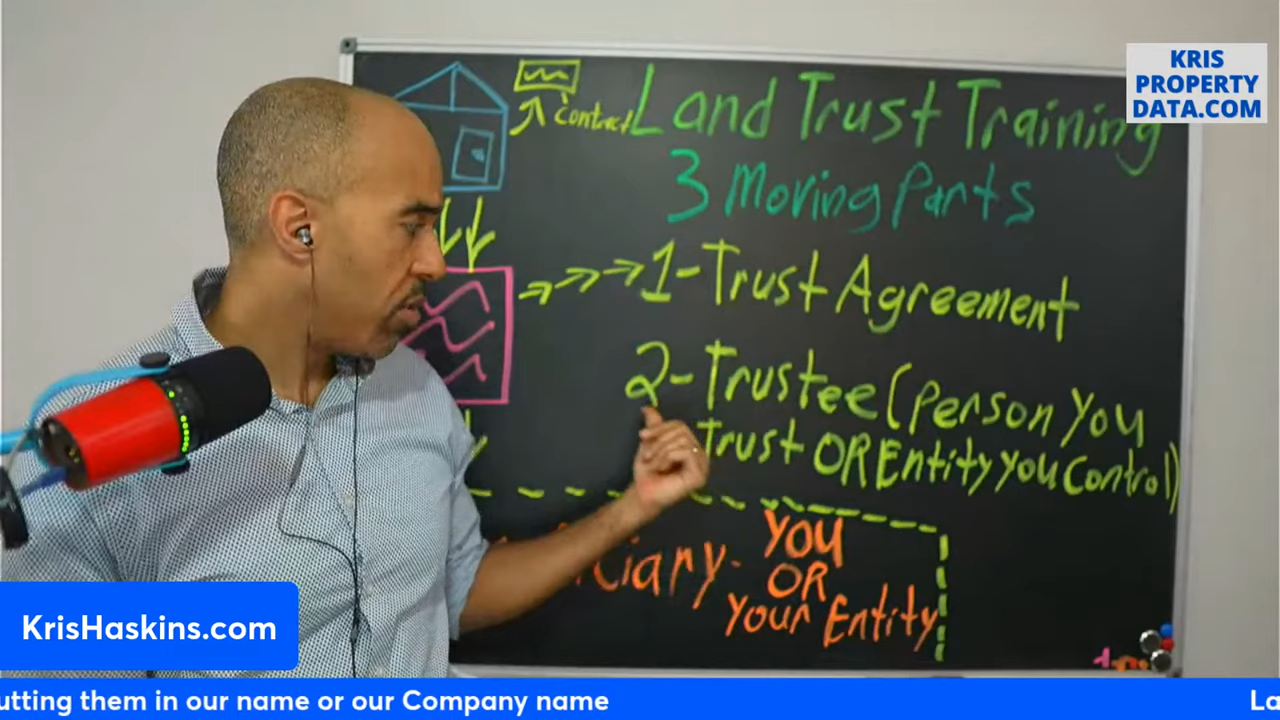 KRIS
PROPERTY
DATA.COM
contract
Land Trust Training
3 Moving Parts
1-Trust Agreement
2-Trustee (Person You
Trust OR Entity You Control)
ciary- You
OR
Your Entity
KrisHaskins.com
utting them in our name or our Company name
La